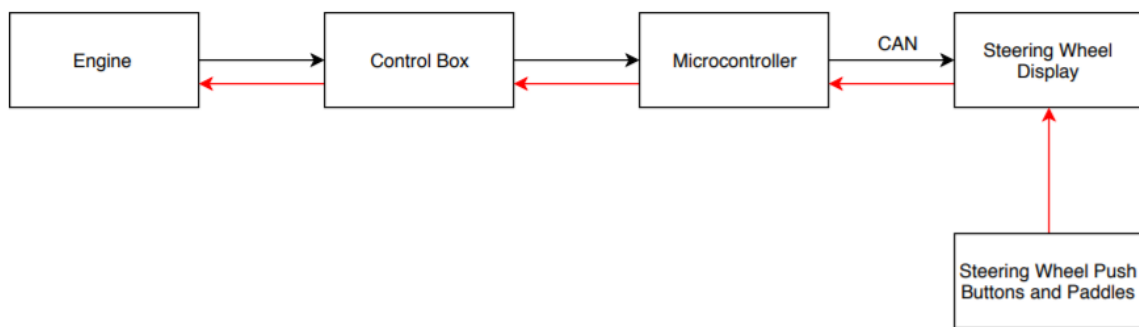 Engine
Control Box
Microcontroller
CAN
Steering Wheel
Display
Steering Wheel Push
Buttons and Paddles